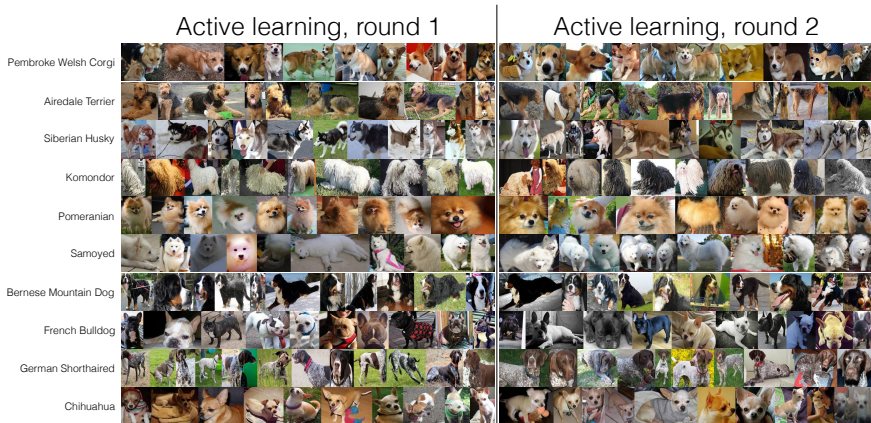 Active learning, round 1
Active learning, round 2
Pembroke Welsh Corgi
Airedale Terrier
Siberian Husky
Komondor
Pomeranian
Samoyed
Bernese Mountain Dog
French Bulldog
German Shorthaired
Chihuahua